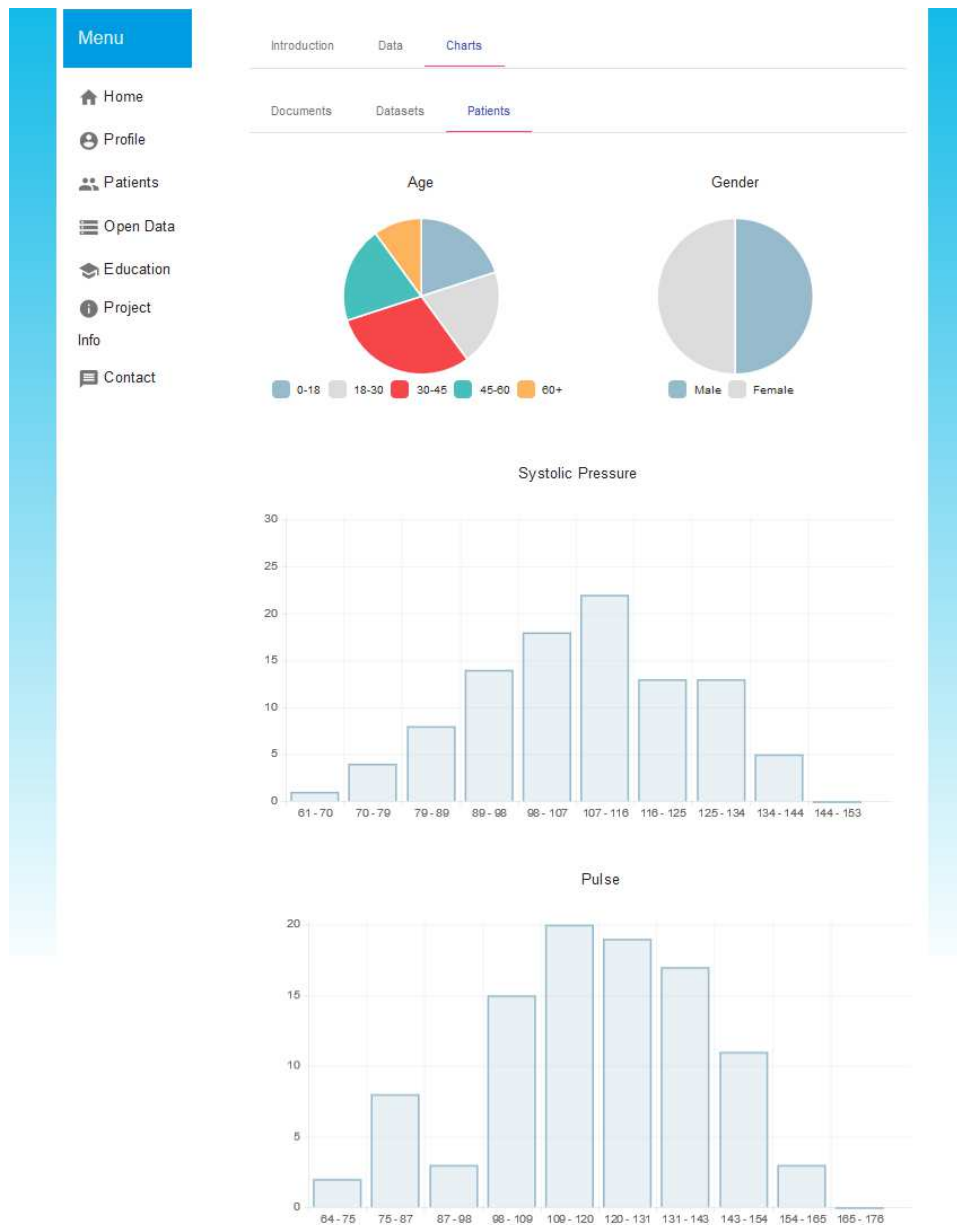 Menu
Home
Profile
Patients
Open Data
Education
Project
Info
Contact
Introduction Data Charts
Documents Datasets Patients
Age
0-18 18-30 30-45 45-60 60+
Gender
Male Female
Systolic Pressure
30
25
20
15
10
5
0
61 - 70 70 - 79 79 - 89 89 - 98 98 - 107 107 - 116 116 - 125 125 - 134 134 - 144 144 - 153
Pulse
20
15
10
5
0
64 - 75 75 - 87 87 - 98 98 - 109 109 - 120 120 - 131 131 - 143 143 - 154 154 - 165 165 - 176